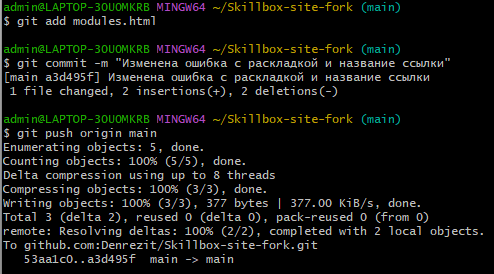 admin@LAPTOP-3OUOMKRB MINGW64 ~/Skillbox-site-fork (main)
$ git add modules.html
admin@LAPTOP-3OUOMKRB MINGW64 ~/Skillbox-site-fork (main)
$ git commit -m "Изменена ошибка с раскладкой и название ссылки"
[main a3d495f] Изменена ошибка с раскладкой и название ссылки
1 file changed, 2 insertions(+), 2 deletions(-)
admin@LAPTOP-3OUOMKRB MINGW64 ~/Skillbox-site-fork (main)
$ git push origin main
Enumerating objects: 5, done.
Counting objects: 100% (5/5), done.
Delta compression using up to 8 threads
Compressing objects: 100% (3/3), done.
Writing objects: 100% (3/3), 377 bytes | 377.00 KiB/s, done.
Total 3 (delta 2), reused 0 (delta 0), pack-reused 0 (from 0)
remote: Resolving deltas: 100% (2/2), completed with 2 local objects.
To github.com:Denrezit/Skillbox-site-fork.git
53aa1c0..a3d495f  main -> main